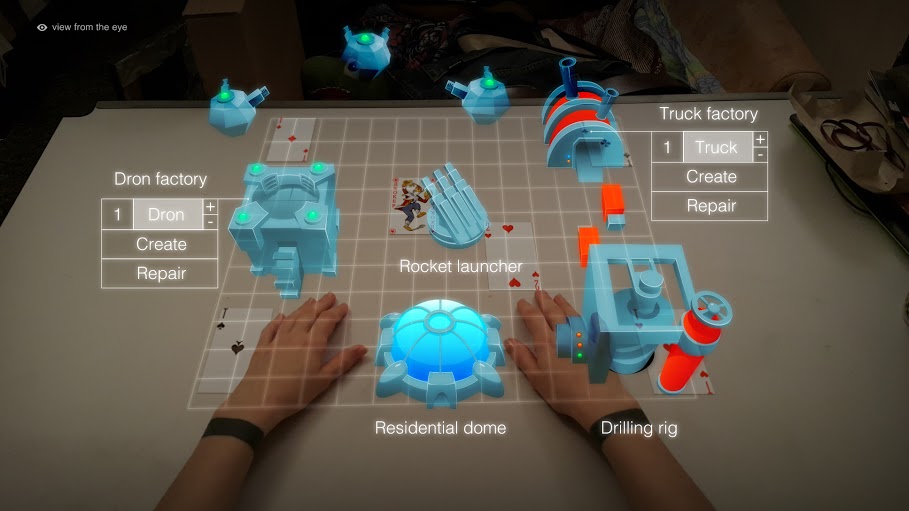 view from the eye
Truck factory
1 Truck + -
Create
Repair
Dron factory
1 Dron + -
Create
Repair
Rocket launcher
Residential dome
Drilling rig